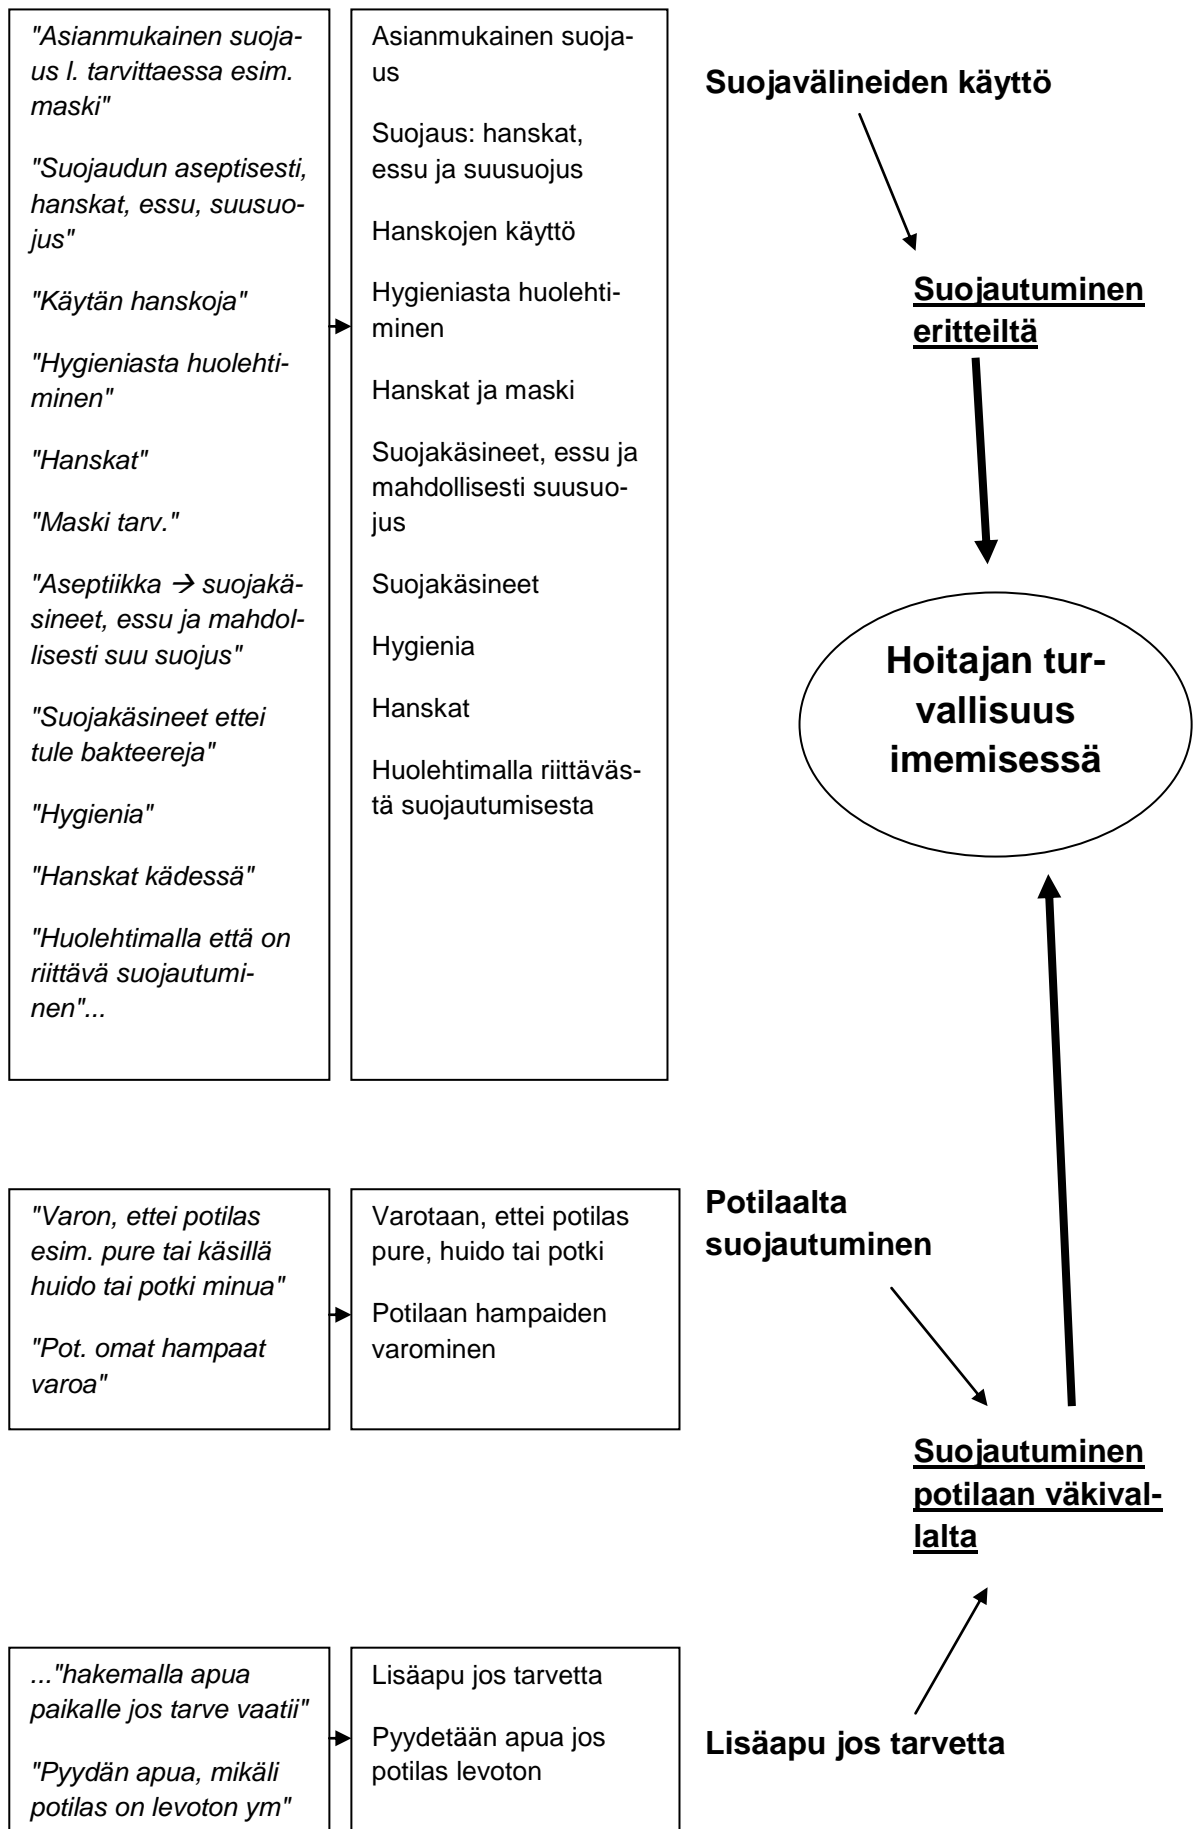 "Asianmukainen suoja-
us l. tarvittaessa esim.
maski"
"Suojaudun aseptisesti,
hanskat, essu, suusuo-
jus"
"Käytän hanskoja"
"Hygieniasta huolehti-
minen"
"Hanskat"
"Maski tarv."
"Aseptiikka → suojakä-
sineet, essu ja mahdol-
lisesti suu suojus"
"Suojakäsineet ettei
tule bakteereja"
"Hygienia"
"Hanskat kädessä"
"Huolehtimalla että on
riittävä suojautumi-
nen"...
Asianmukainen suoja-
us
Suojaus: hanskat,
essu ja suusuojus
Hanskojen käyttö
Hygieniasta huolehti-
minen
Hanskat ja maski
Suojakäsineet, essu ja
mahdollisesti suusuo-
jus
Suojakäsineet
Hygienia
Hanskat
Huolehtimalla riittäväs-
tä suojautumisesta
Suojavälineiden käyttö
Suojautuminen
eritteiltä
Hoitajan tur-
vallisuus
imemisessä
"Varon, ettei potilas
esim. pure tai käsillä
huido tai potki minua"
"Pot. omat hampaat
varoa"
Varotaan, ettei potilas
pure, huido tai potki
Potilaan hampaiden
varominen
Potilaalta
suojautuminen
Suojautuminen
potilaan väkival-
lalta
..."hakemalla apua
paikalle jos tarve vaatii"
"Pyydän apua, mikäli
potilas on levoton ym"
Lisäapu jos tarvetta
Pyydetään apua jos
potilas levoton
Lisäapu jos tarvetta